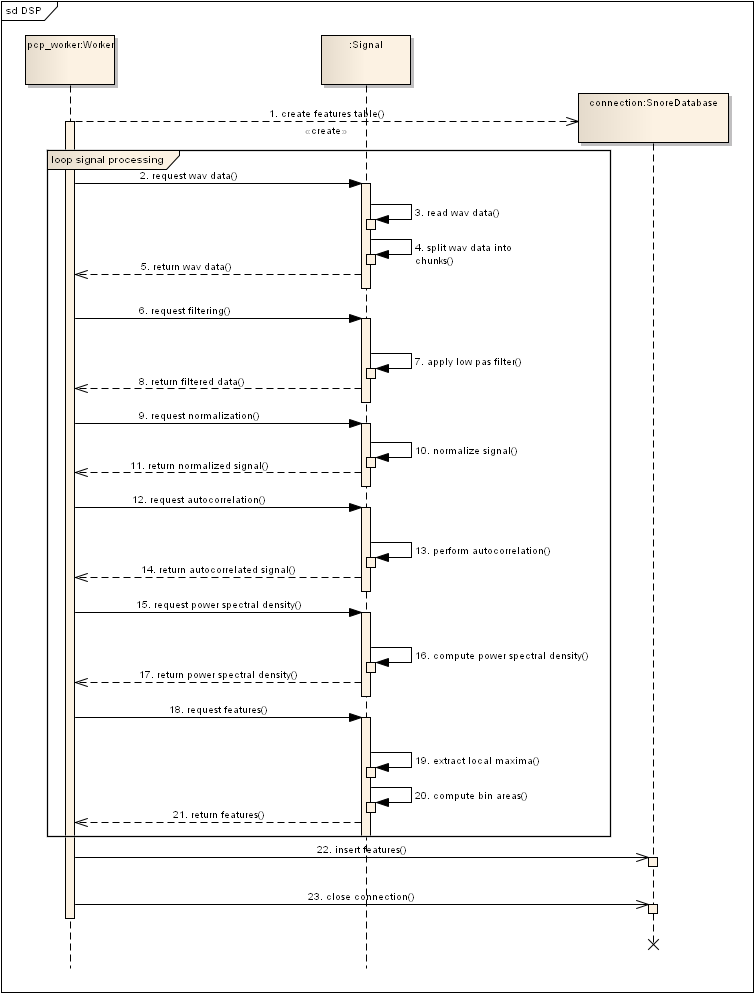 sd DSP
pcp_worker:Worker
:Signal
connection:SnoreDatabase
1. create features table()
«create»
loop signal processing
2. request wav data()
3. read wav data()
4. split wav data into
chunks()
5. return wav data()
6. request filtering()
7. apply low pas filter()
8. return filtered data()
9. request normalization()
10. normalize signal()
11. return normalized signal()
12. request autocorrelation()
13. perform autocorrelation()
14. return autocorrelated signal()
15. request power spectral density()
16. compute power spectral density()
17. return power spectral density()
18. request features()
19. extract local maxima()
20. compute bin areas()
21. return features()
22. insert features()
23. close connection()